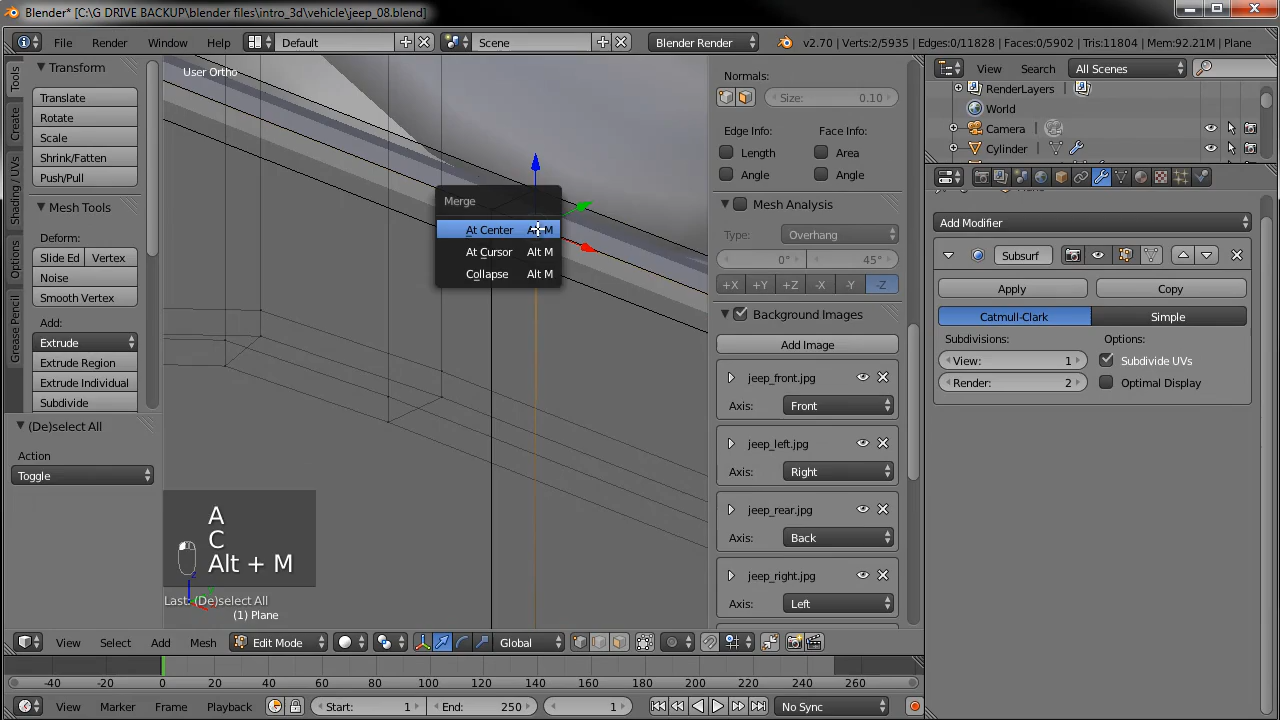 Blender* [C:\G DRIVE BACKUP\blender files\intro_3d\vehicle\jeep_08.blend]
File Render Window Help Default Scene Blender Render v2.70 | Verts:2/5935 | Edges:0/11828 | Faces:0/5902 | Tris:11804 | Mem:92.21M | Plane
Tools
Create
Shading / UVs
Options
Grease Pencil
Transform
Translate
Rotate
Scale
Shrink/Fatten
Push/Pull
Mesh Tools
Deform:
Slide Ed Vertex
Noise
Smooth Vertex
Add:
Extrude
Extrude Region
Extrude Individual
Subdivide
(De)select All
Action
Toggle
User Ortho
Merge
At Center
At Cursor Alt M
Collapse Alt M
A
C
Alt + M
Last: (De)select All
(1) Plane
Normals:
Size: 0.10
Edge Info: Face Info:
Length Area
Angle Angle
Mesh Analysis
Type: Overhang
0° 45°
+X +Y +Z -X -Y -Z
Background Images
Add Image
jeep_front.jpg
Axis: Front
jeep_left.jpg
Axis: Right
jeep_rear.jpg
Axis: Back
jeep_right.jpg
Axis: Left
View Search All Scenes
RenderLayers
World
Camera
Cylinder
Add Modifier
Subsurf
Apply Copy
Catmull-Clark Simple
Subdivisions: Options:
View: 1 Subdivide UVs
Render: 2 Optimal Display
View Select Add Mesh Edit Mode Global
-40 -20 0 20 40 60 80 100 120 140 160 180 200 220 240 260
View Marker Frame Playback Start: 1 End: 250 1 No Sync